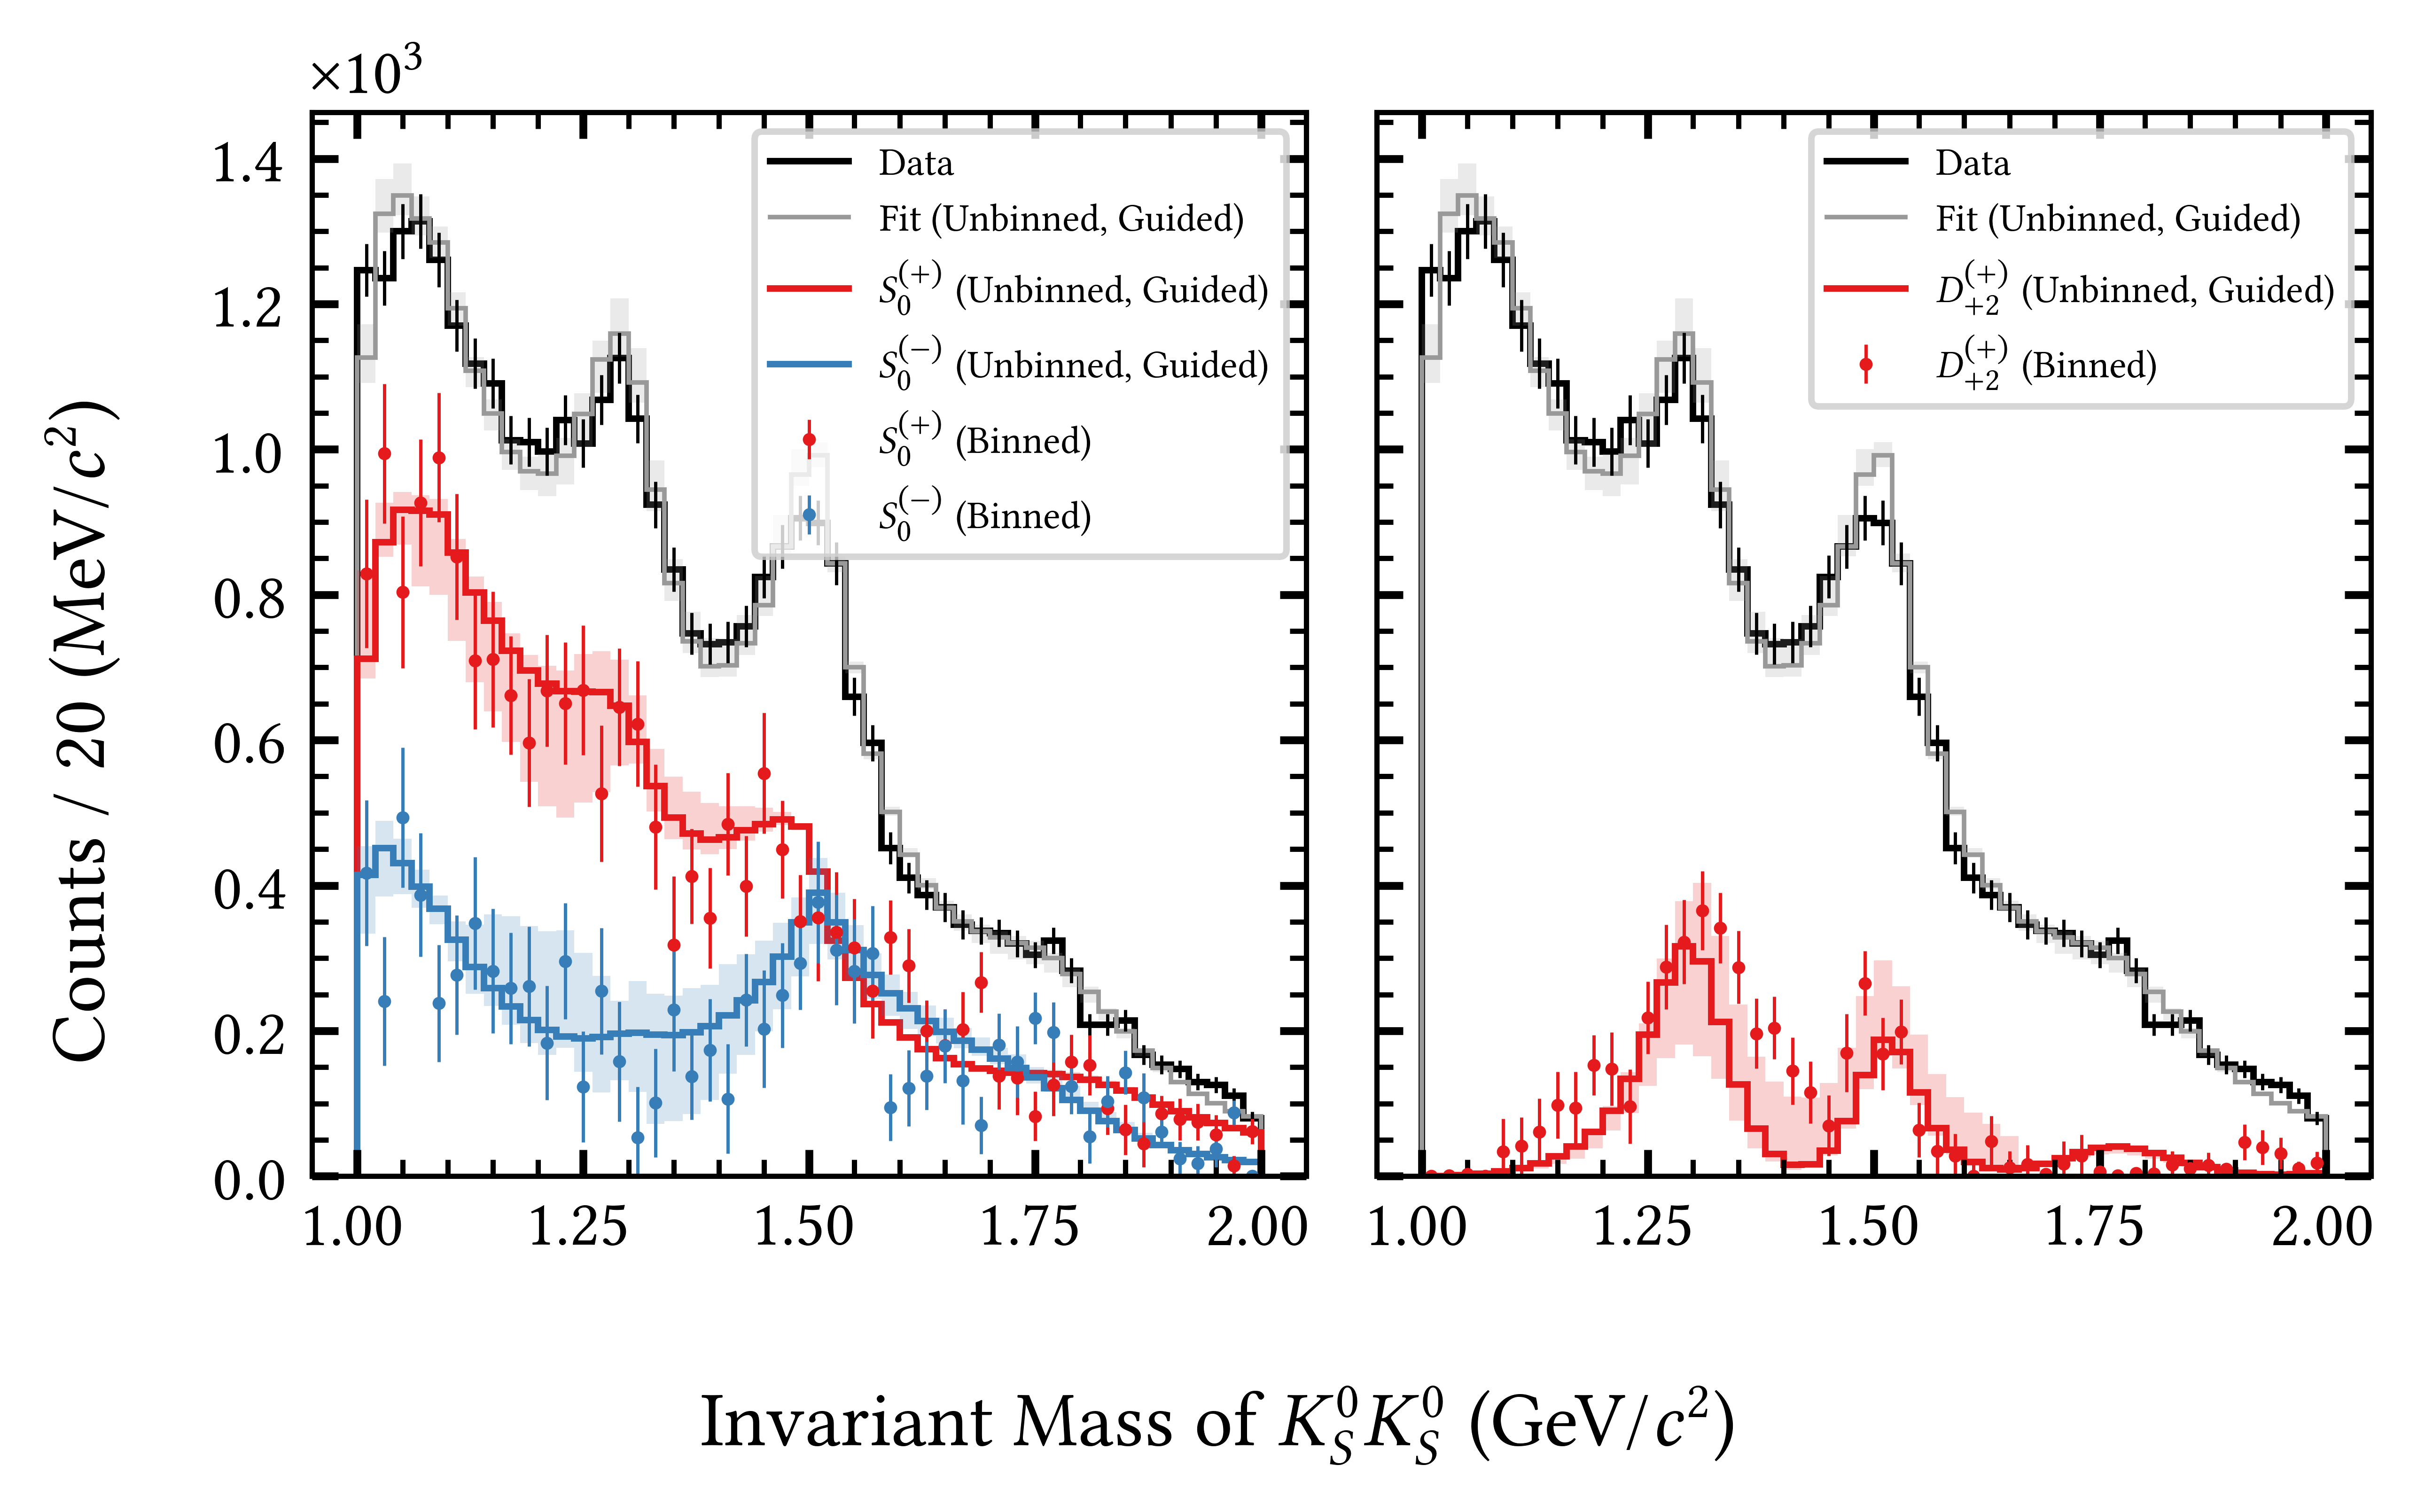 ×10³
Counts / 20 (MeV/c²)
1.4
1.2
1.0
0.8
0.6
0.4
0.2
0.0
Data
Fit (Unbinned, Guided)
S₀⁽⁺⁾ (Unbinned, Guided)
S₀⁽⁻⁾ (Unbinned, Guided)
S₀⁽⁺⁾ (Binned)
S₀⁽⁻⁾ (Binned)
1.00 1.25 1.50 1.75 2.00
Data
Fit (Unbinned, Guided)
D₊₂⁽⁺⁾ (Unbinned, Guided)
D₊₂⁽⁺⁾ (Binned)
1.00 1.25 1.50 1.75 2.00
Invariant Mass of K_S⁰K_S⁰ (GeV/c²)